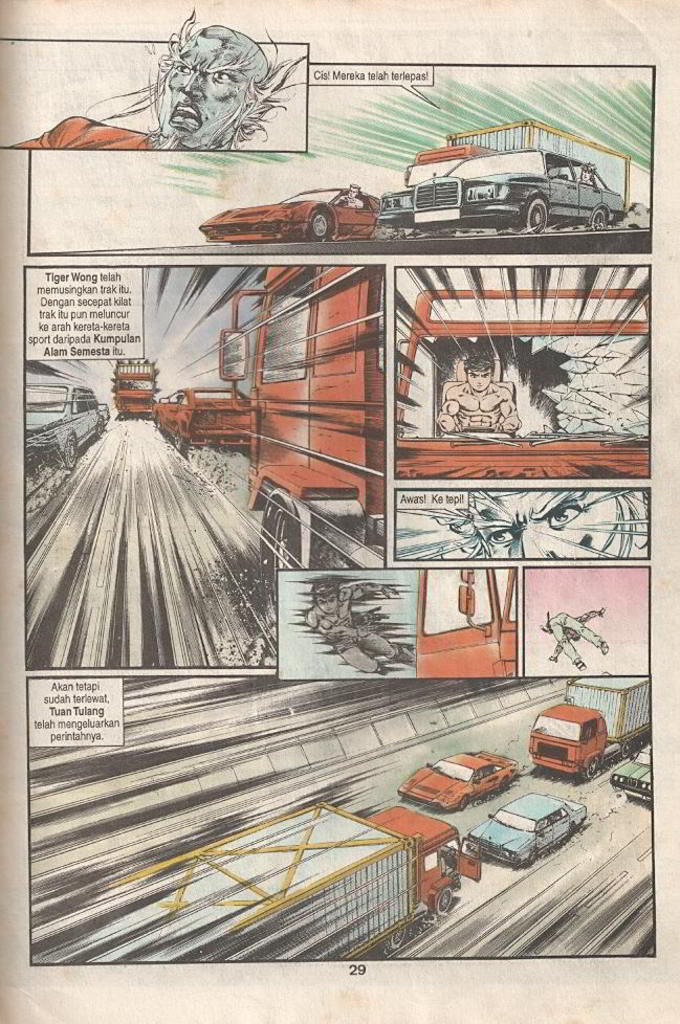 Cis! Mereka telah terlepas!
Tiger Wong telah
memusingkan trak itu.
Dengan secepat kilat
trak itu pun meluncur
ke arah kereta-kereta
sport daripada Kumpulan
Alam Semesta itu.
Awas! Ke tepi!
Akan tetapi
sudah terlewat,
Tuan Tulang
telah mengeluarkan
perintahnya.
29